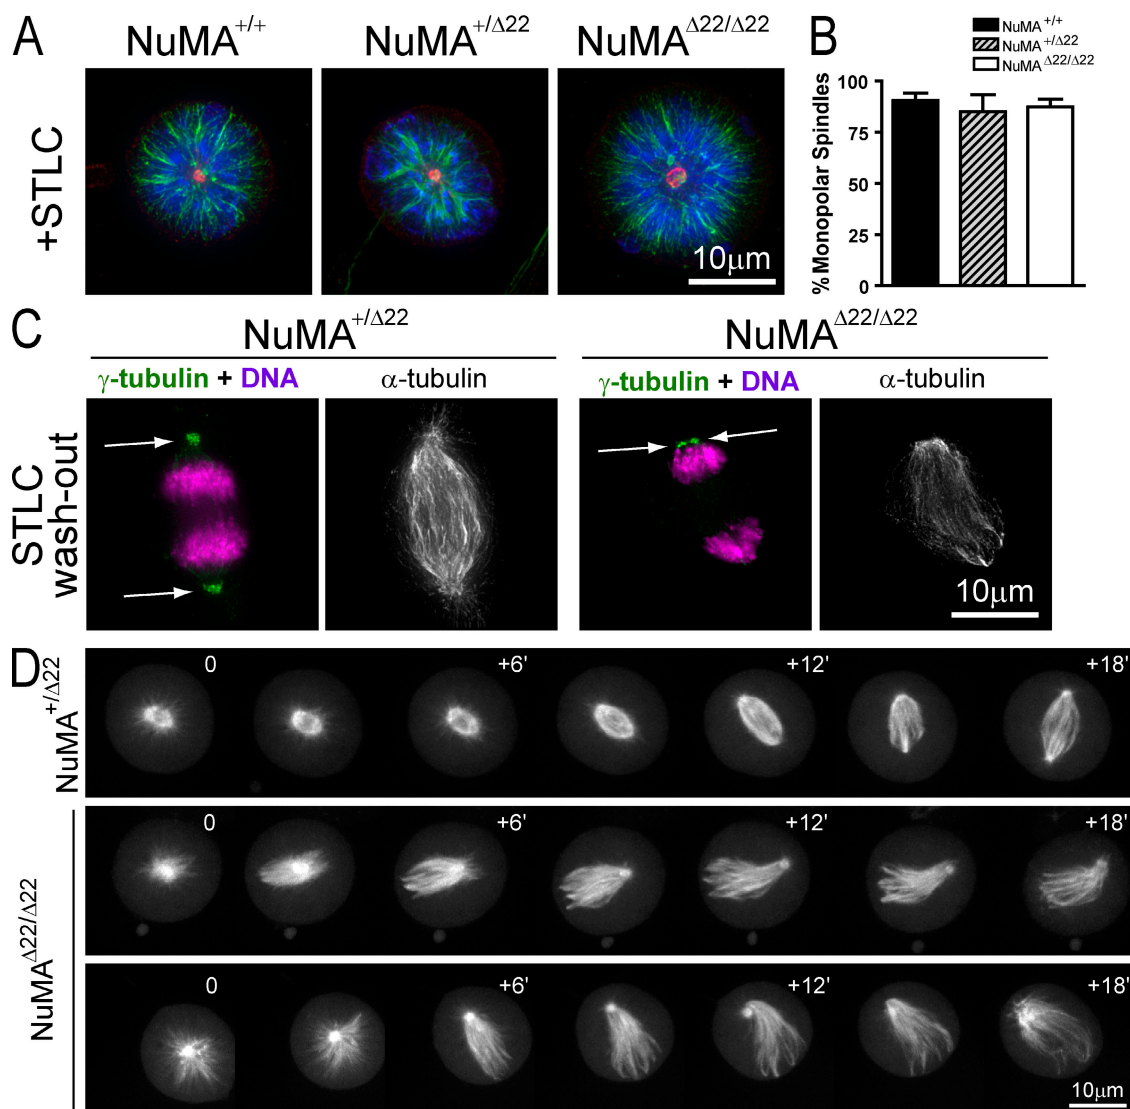 A
NuMA+/+
NuMA+/Δ22
NuMAΔ22/Δ22
+STLC
10μm
B
NuMA+/+
NuMA+/Δ22
NuMAΔ22/Δ22
% Monopolar Spindles
100
75
50
25
0
C
NuMA+/Δ22
NuMAΔ22/Δ22
γ-tubulin + DNA
α-tubulin
γ-tubulin + DNA
α-tubulin
STLC
wash-out
10μm
D
NuMA+/Δ22
0
+6'
+12'
+18'
NuMAΔ22/Δ22
0
+6'
+12'
+18'
0
+6'
+12'
+18'
10μm